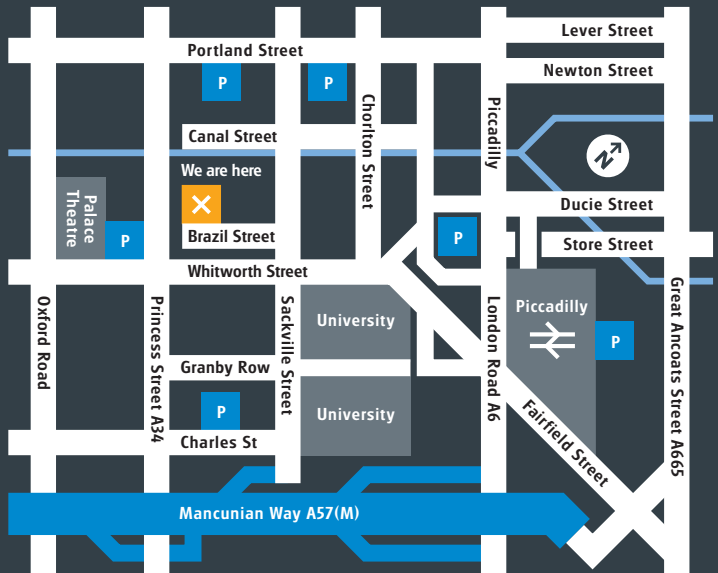 Lever Street
Portland Street
Newton Street
P
P
Chorlton Street
Piccadilly
Canal Street
N
We are here
Palace
Theatre
Ducie Street
P
Brazil Street
P
Store Street
Whitworth Street
Oxford Road
Princess Street A34
Sackville Street
University
London Road A6
Piccadilly
Great Ancoats Street A665
P
Granby Row
P
University
Charles St
Fairfield Street
Mancunian Way A57(M)